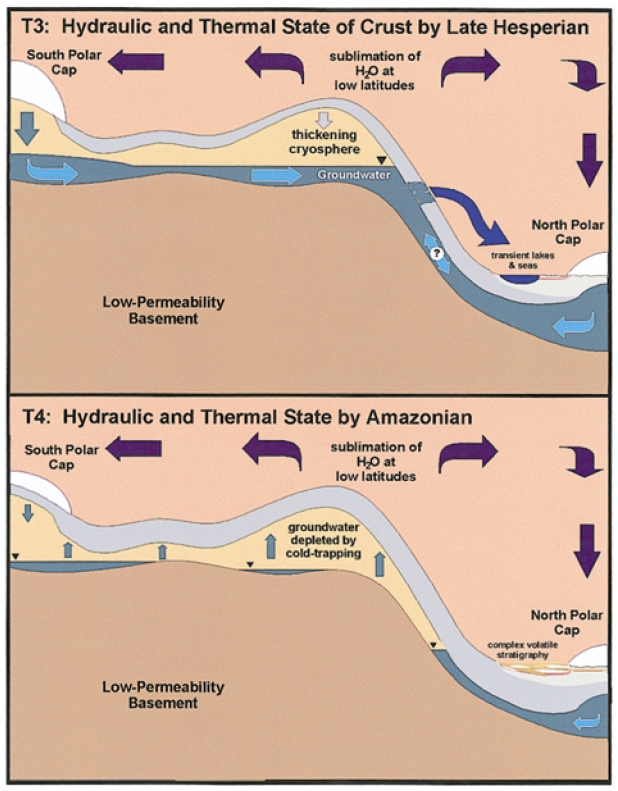 T3: Hydraulic and Thermal State of Crust by Late Hesperian
South Polar
Cap
sublimation of
H₂O at
low latitudes
thickening
cryosphere
Groundwater
North Polar
Cap
transient lakes
& seas
?
Low-Permeability
Basement
T4: Hydraulic and Thermal State by Amazonian
South Polar
Cap
sublimation of
H₂O at
low latitudes
groundwater
depleted by
cold-trapping
North Polar
Cap
complex volatile
stratigraphy
Low-Permeability
Basement